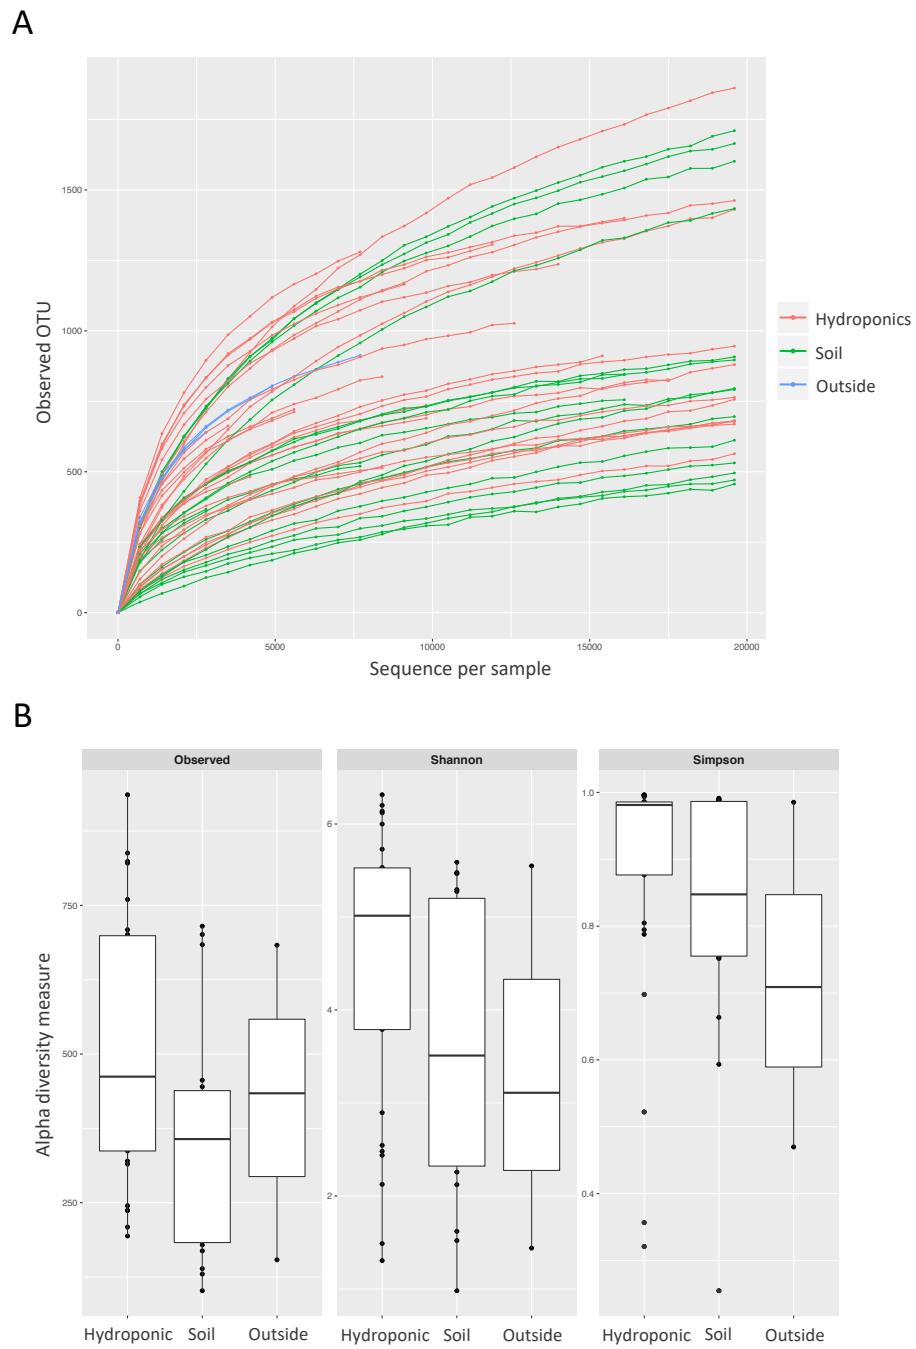 A
Observed OTU
1500
1000
500
0
0 5000 10000 15000 20000
Sequence per sample
Hydroponics
Soil
Outside
B
Observed Shannon Simpson
Alpha diversity measure
750
500
250
6
4
2
1.0
0.8
0.6
0.4
Hydroponic Soil Outside Hydroponic Soil Outside Hydroponic Soil Outside